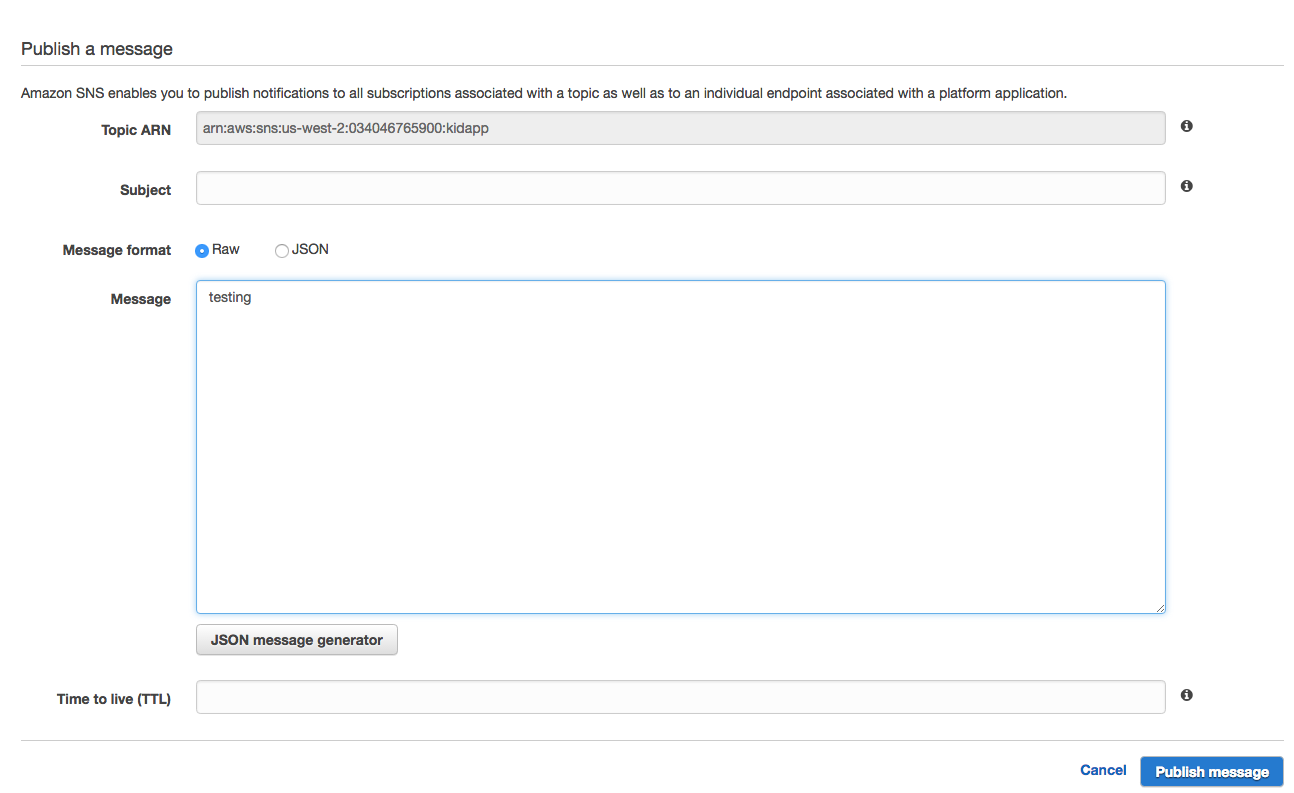 Publish a message
Amazon SNS enables you to publish notifications to all subscriptions associated with a topic as well as to an individual endpoint associated with a platform application.
Topic ARN arn:aws:sns:us-west-2:034046765900:kidapp
Subject
Message format Raw JSON
Message testing
JSON message generator
Time to live (TTL)
Cancel Publish message